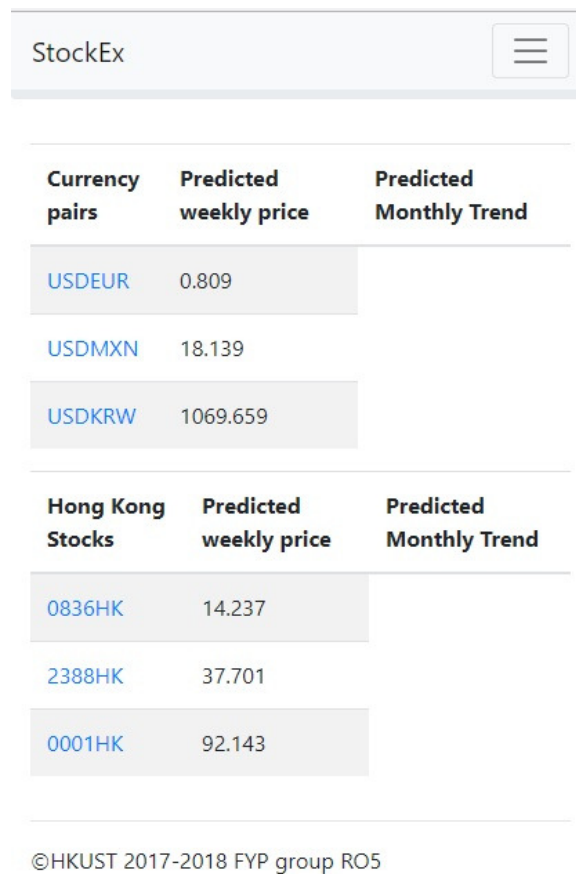 StockEx
Currency pairs Predicted weekly price Predicted Monthly Trend
USDEUR 0.809
USDMXN 18.139
USDKRW 1069.659
Hong Kong Stocks Predicted weekly price Predicted Monthly Trend
0836HK 14.237
2388HK 37.701
0001HK 92.143
©HKUST 2017-2018 FYP group RO5